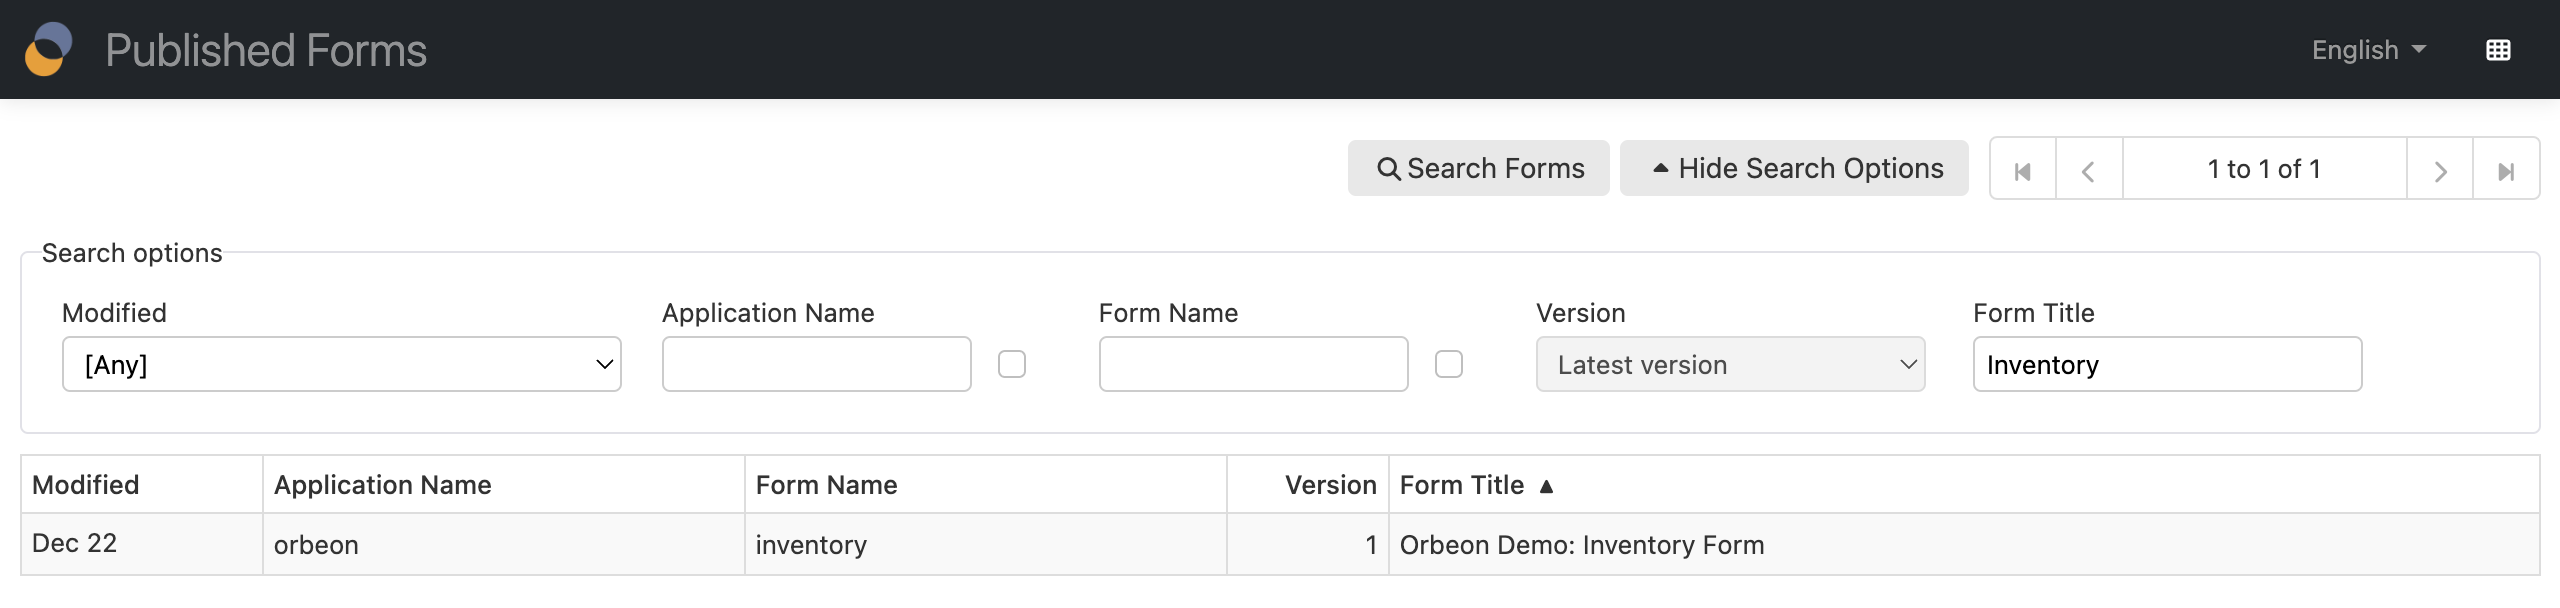 Published Forms
English
Search Forms
Hide Search Options
1 to 1 of 1
Search options
Modified Application Name Form Name Version Form Title
[Any] Latest version Inventory
Modified Application Name Form Name Version Form Title ▲
Dec 22 orbeon inventory 1 Orbeon Demo: Inventory Form